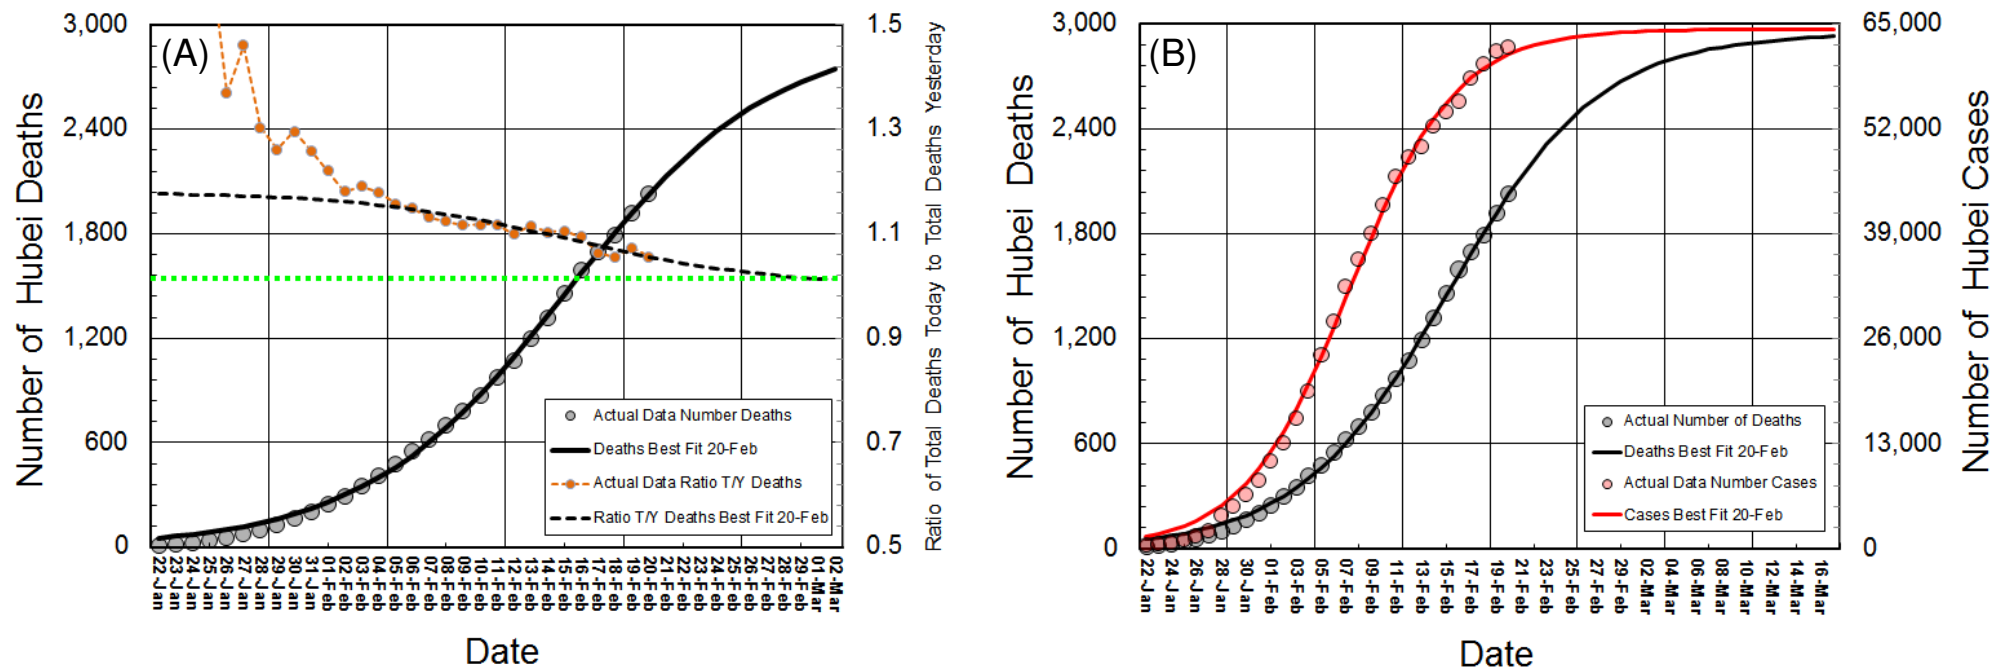 (A)
Number of Hubei Deaths
3,000
2,400
1,800
1,200
600
0
1.5
1.3
1.1
0.9
0.7
0.5
Ratio of Total Deaths Today to Total Deaths Yesterday
Actual Data Number Deaths
Deaths Best Fit 20-Feb
Actual Data Ratio T/Y Deaths
Ratio T/Y Deaths Best Fit 20-Feb
22-Jan
23-Jan
24-Jan
25-Jan
26-Jan
27-Jan
28-Jan
29-Jan
30-Jan
31-Jan
01-Feb
02-Feb
03-Feb
04-Feb
05-Feb
06-Feb
07-Feb
08-Feb
09-Feb
10-Feb
11-Feb
12-Feb
13-Feb
14-Feb
15-Feb
16-Feb
17-Feb
18-Feb
19-Feb
20-Feb
21-Feb
22-Feb
23-Feb
24-Feb
25-Feb
26-Feb
27-Feb
28-Feb
29-Feb
01-Mar
02-Mar
Date
(B)
Number of Hubei Deaths
3,000
2,400
1,800
1,200
600
0
65,000
52,000
39,000
26,000
13,000
0
Number of Hubei Cases
Actual Number of Deaths
Deaths Best Fit 20-Feb
Actual Data Number Cases
Cases Best Fit 20-Feb
22-Jan
24-Jan
26-Jan
28-Jan
30-Jan
01-Feb
03-Feb
05-Feb
07-Feb
09-Feb
11-Feb
13-Feb
15-Feb
17-Feb
19-Feb
21-Feb
23-Feb
25-Feb
27-Feb
29-Feb
02-Mar
04-Mar
06-Mar
08-Mar
10-Mar
12-Mar
14-Mar
16-Mar
Date